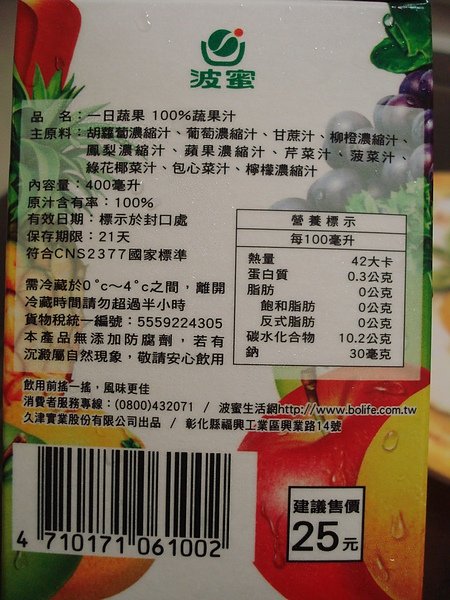 波蜜
品　名：一日蔬果 100%蔬果汁
主原料：胡蘿蔔濃縮汁、葡萄濃縮汁、甘蔗汁、柳橙濃縮汁、
鳳梨濃縮汁、蘋果濃縮汁、芹菜汁、菠菜汁、
綠花椰菜汁、包心菜汁、檸檬濃縮汁
內容量：400毫升
原汁含有率：100%
有效日期：標示於封口處
保存期限：21天
符合CNS2377國家標準
需冷藏於0°c～4°c之間，離開
冷藏時間請勿超過半小時
貨物稅統一編號：5559224305
本產品無添加防腐劑，若有
沉澱屬自然現象，敬請安心飲用
營養標示
每100毫升
熱量 42大卡
蛋白質 0.3公克
脂肪 0公克
飽和脂肪 0公克
反式脂肪 0公克
碳水化合物 10.2公克
鈉 30毫克
飲用前搖一搖，風味更佳
消費者服務專線：(0800)432071 / 波蜜生活網http://www.bolife.com.tw
久津實業股份有限公司出品 / 彰化縣福興工業區興業路14號
4 710171 061002
建議售價
25元